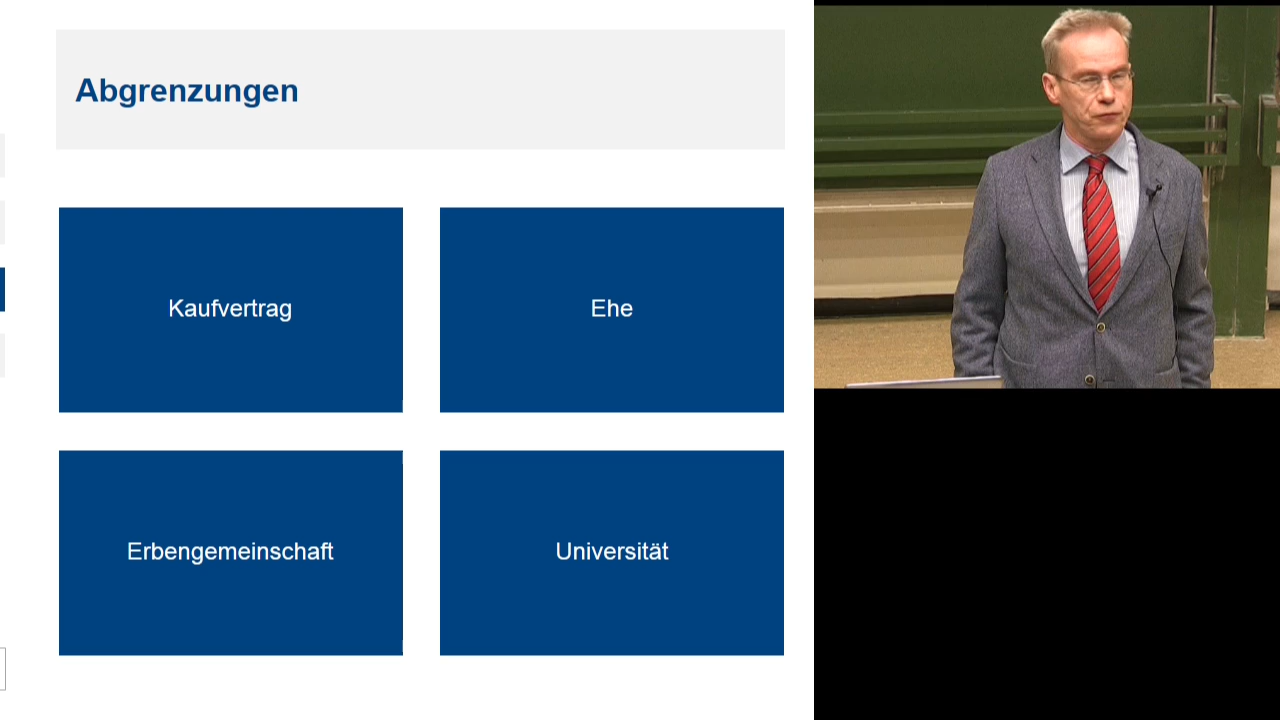 Abgrenzungen
Kaufvertrag
Ehe
Erbengemeinschaft
Universität